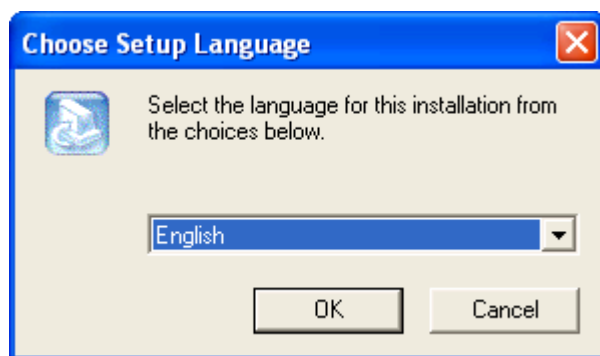 Choose Setup Language
Select the language for this installation from
the choices below.
English
OK
Cancel